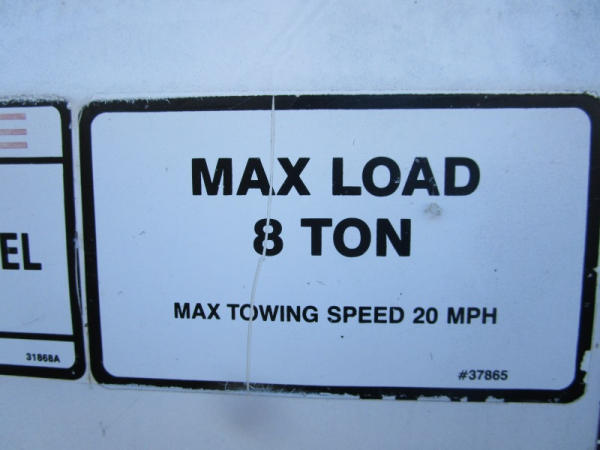 EL
31868A
MAX LOAD
8 TON
MAX TOWING SPEED 20 MPH
#37865